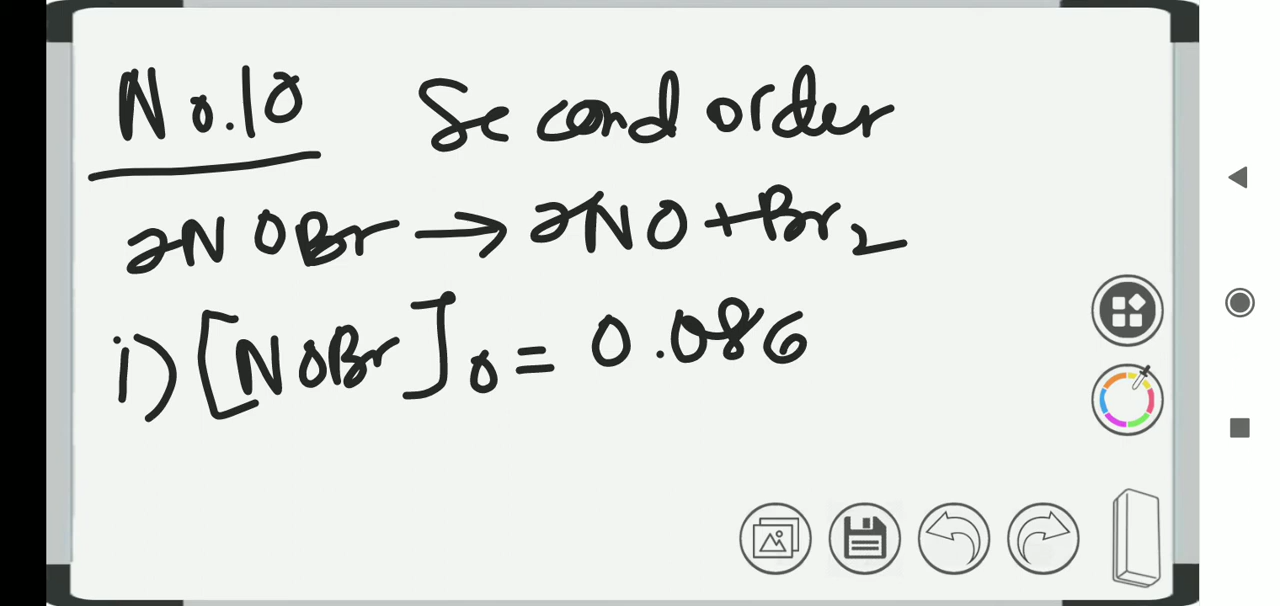 No.10 Second order
2NOBr → 2NO + Br2
i) [NOBr]0 = 0.086